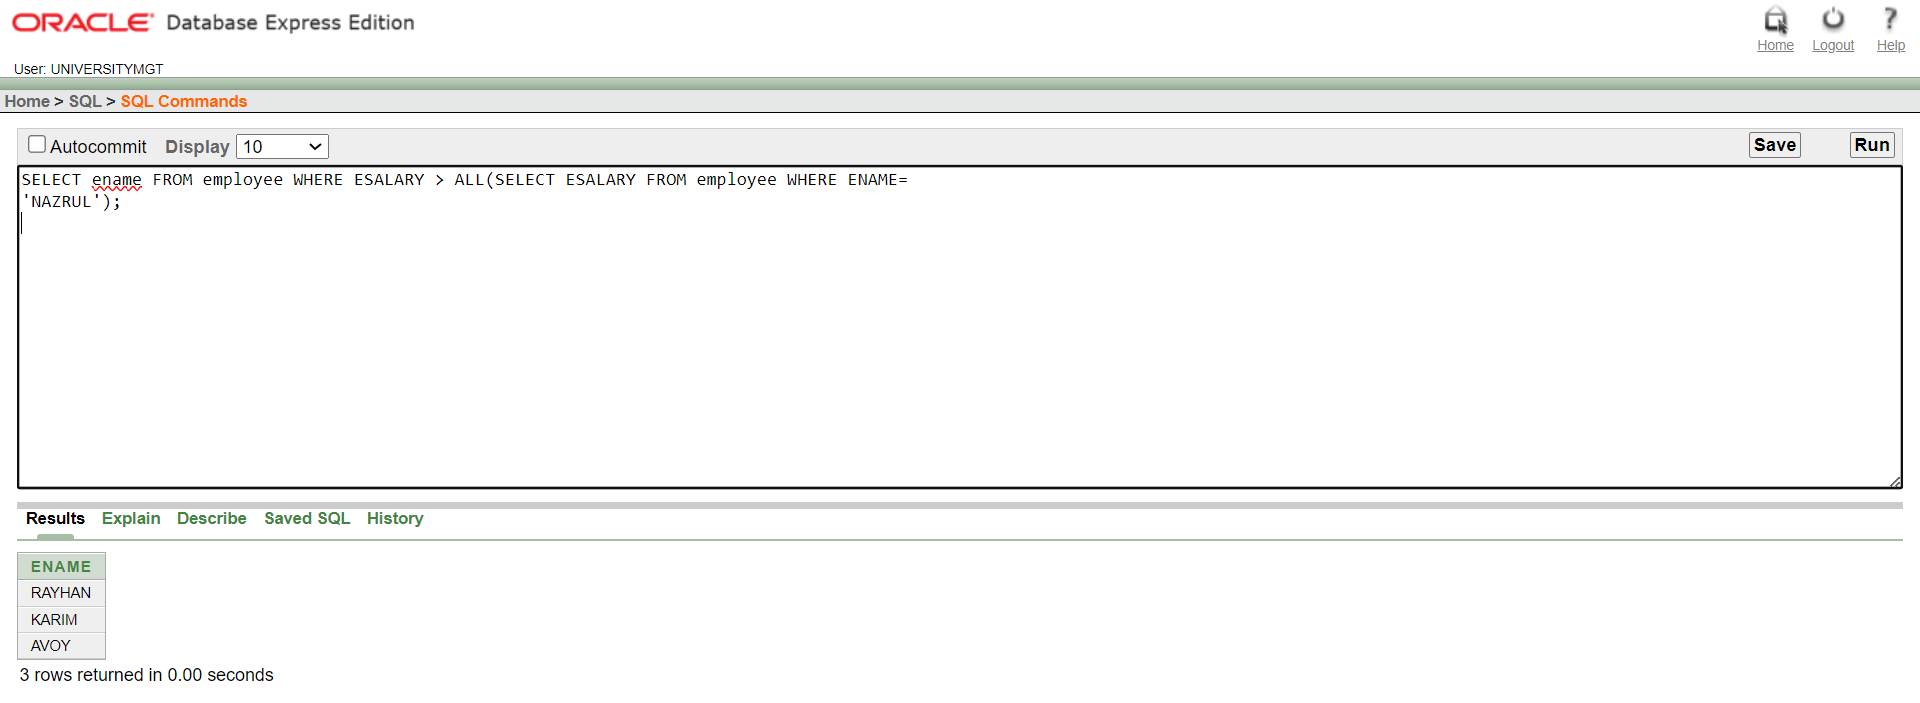 ORACLE Database Express Edition
Home Logout Help
User: UNIVERSITYMGT
Home > SQL > SQL Commands
Autocommit Display 10 Save Run
SELECT ename FROM employee WHERE ESALARY > ALL(SELECT ESALARY FROM employee WHERE ENAME=
'NAZRUL');
Results Explain Describe Saved SQL History
ENAME
RAYHAN
KARIM
AVOY
3 rows returned in 0.00 seconds